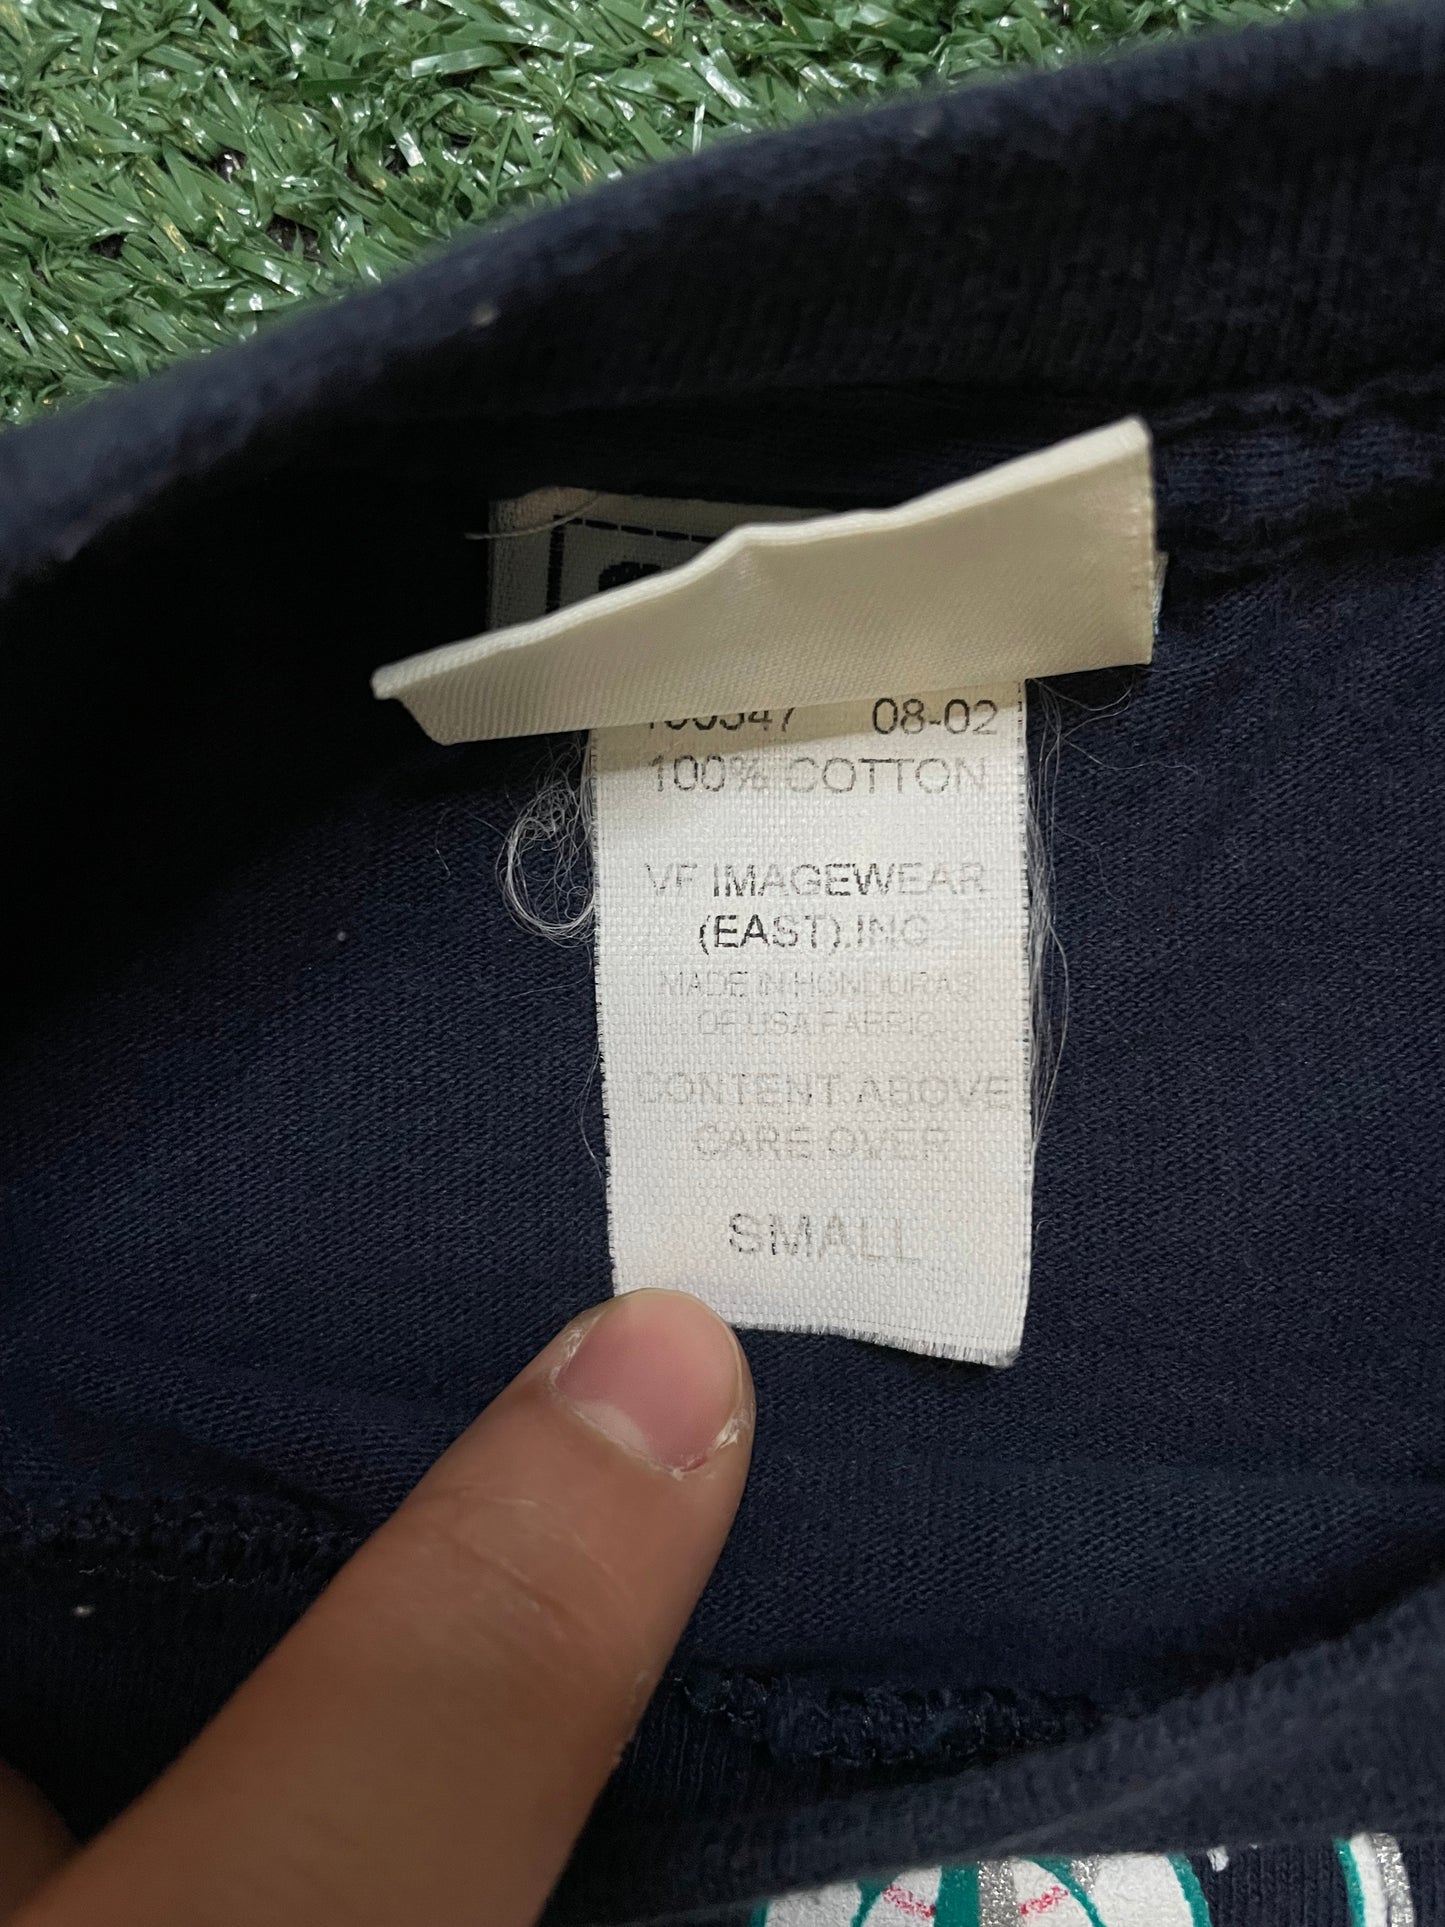 08-02
100% COTTON
VF IMAGEWEAR
(EAST).INC
MADE IN HONDURAS
OF USA FABRIC
CONTENT ABOVE
CARE OVER
SMALL